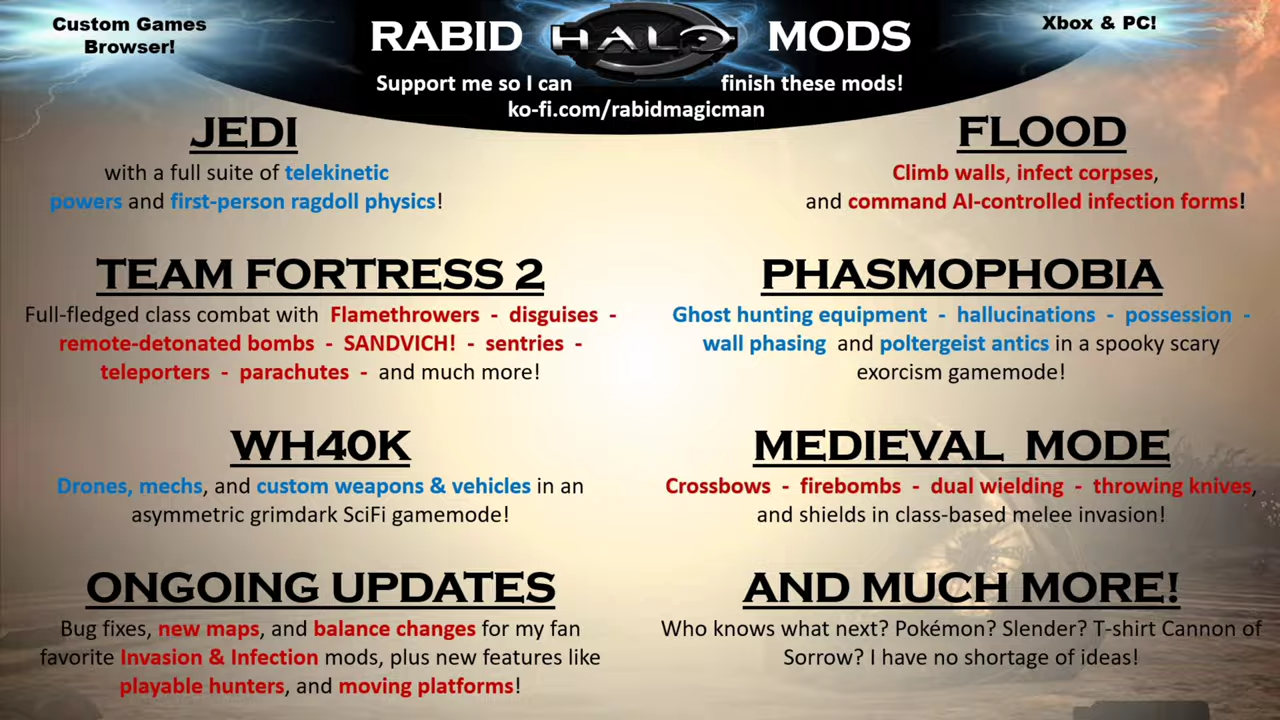 Custom Games
Browser!
RABID HALO MODS
Xbox & PC!
Support me so I can finish these mods!
ko-fi.com/rabidmagicman
JEDI
with a full suite of telekinetic
powers and first-person ragdoll physics!
FLOOD
Climb walls, infect corpses,
and command AI-controlled infection forms!
TEAM FORTRESS 2
Full-fledged class combat with Flamethrowers - disguises -
remote-detonated bombs - SANDVICH! - sentries -
teleporters - parachutes - and much more!
PHASMOPHOBIA
Ghost hunting equipment - hallucinations - possession -
wall phasing and poltergeist antics in a spooky scary
exorcism gamemode!
WH40K
Drones, mechs, and custom weapons & vehicles in an
asymmetric grimdark SciFi gamemode!
MEDIEVAL MODE
Crossbows - firebombs - dual wielding - throwing knives,
and shields in class-based melee invasion!
ONGOING UPDATES
Bug fixes, new maps, and balance changes for my fan
favorite Invasion & Infection mods, plus new features like
playable hunters, and moving platforms!
AND MUCH MORE!
Who knows what next? Pokémon? Slender? T-shirt Cannon of
Sorrow? I have no shortage of ideas!